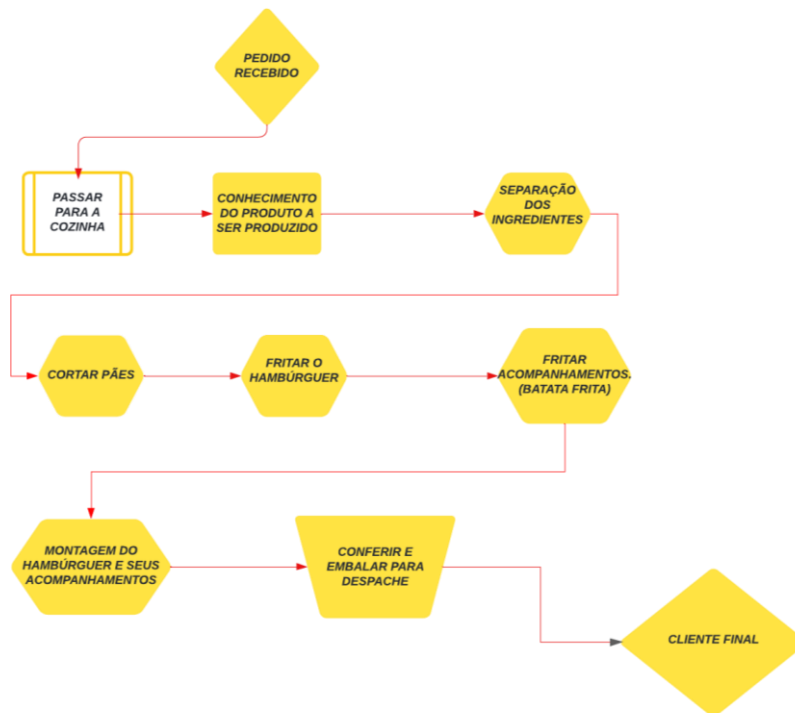 PEDIDO
RECEBIDO
PASSAR
PARA A
COZINHA
CONHECIMENTO
DO PRODUTO A
SER PRODUZIDO
SEPARAÇÃO
DOS
INGREDIENTES
CORTAR PÃES
FRITAR O
HAMBÚRGUER
FRITAR
ACOMPANHAMENTOS.
(BATATA FRITA)
MONTAGEM DO
HAMBÚRGUER E SEUS
ACOMPANHAMENTOS
CONFERIR E
EMBALAR PARA
DESPACHE
CLIENTE FINAL